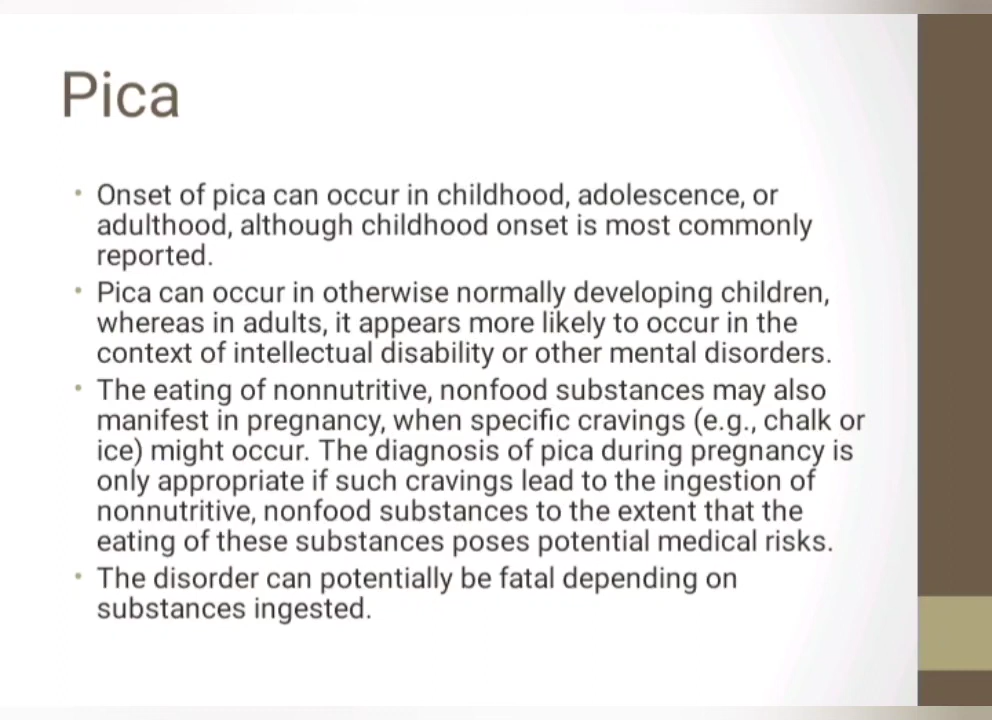 Pica
• Onset of pica can occur in childhood, adolescence, or
adulthood, although childhood onset is most commonly
reported.
• Pica can occur in otherwise normally developing children,
whereas in adults, it appears more likely to occur in the
context of intellectual disability or other mental disorders.
• The eating of nonnutritive, nonfood substances may also
manifest in pregnancy, when specific cravings (e.g., chalk or
ice) might occur. The diagnosis of pica during pregnancy is
only appropriate if such cravings lead to the ingestion of
nonnutritive, nonfood substances to the extent that the
eating of these substances poses potential medical risks.
• The disorder can potentially be fatal depending on
substances ingested.